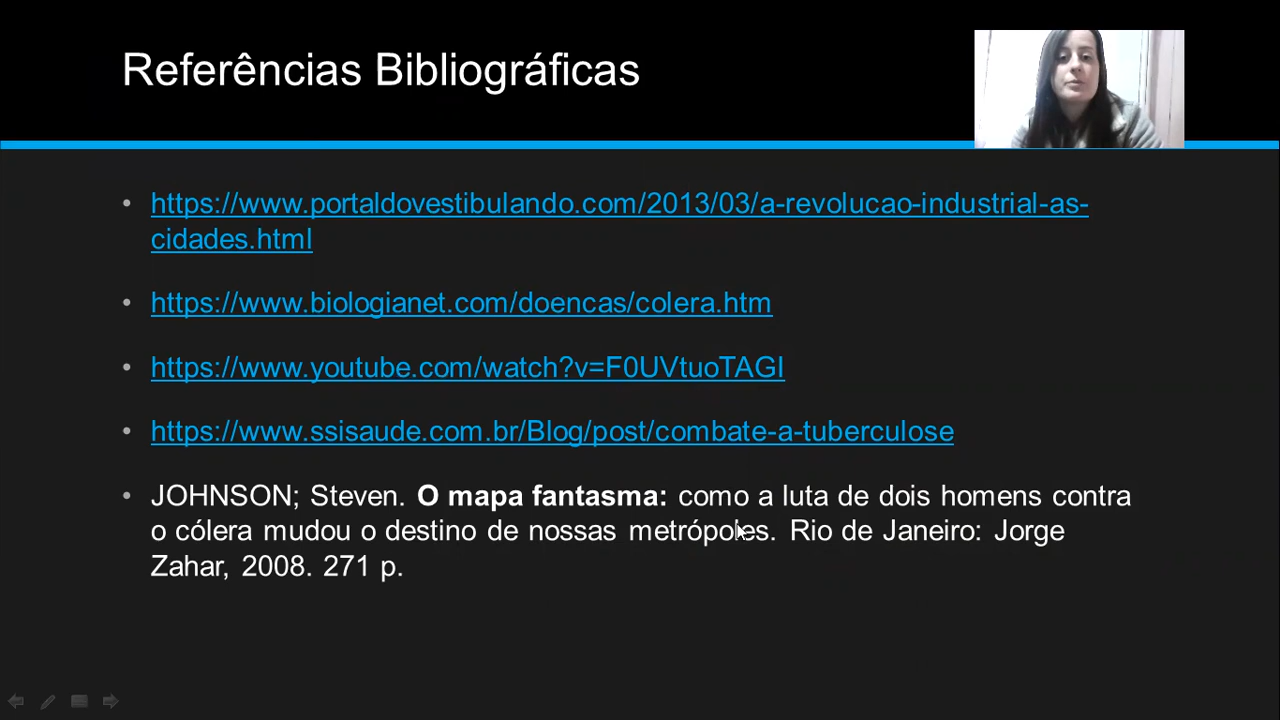 Referências Bibliográficas
https://www.portaldovestibulando.com/2013/03/a-revolucao-industrial-as-
cidades.html
https://www.biologianet.com/doencas/colera.htm
https://www.youtube.com/watch?v=F0UVtuoTAGI
https://www.ssisaude.com.br/Blog/post/combate-a-tuberculose
JOHNSON; Steven. O mapa fantasma: como a luta de dois homens contra
o cólera mudou o destino de nossas metrópoles. Rio de Janeiro: Jorge
Zahar, 2008. 271 p.